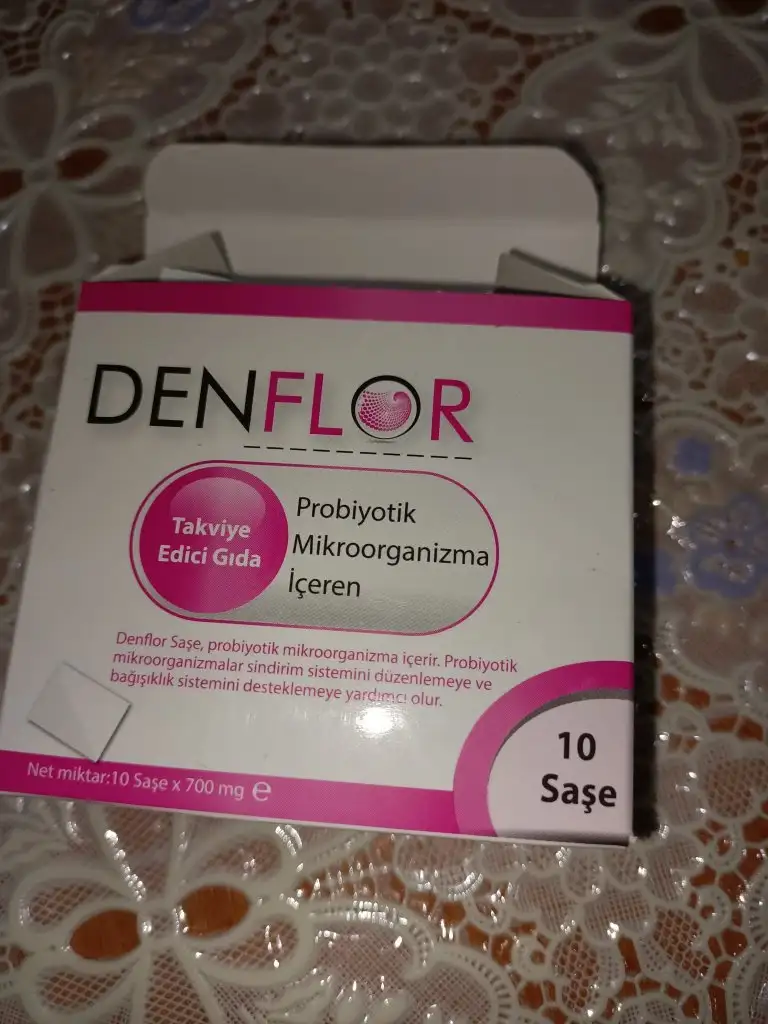 DENFLOR
Takviye
Edici Gıda
Probiyotik
Mikroorganizma
İçeren
Denflor Saşe, probiyotik mikroorganizma içerir. Probiyotik
mikroorganizmalar sindirim sistemini düzenlemeye ve
bağışıklık sistemini desteklemeye yardımcı olur.
10
Saşe
Net miktar:10 Saşe x 700 mg ℮